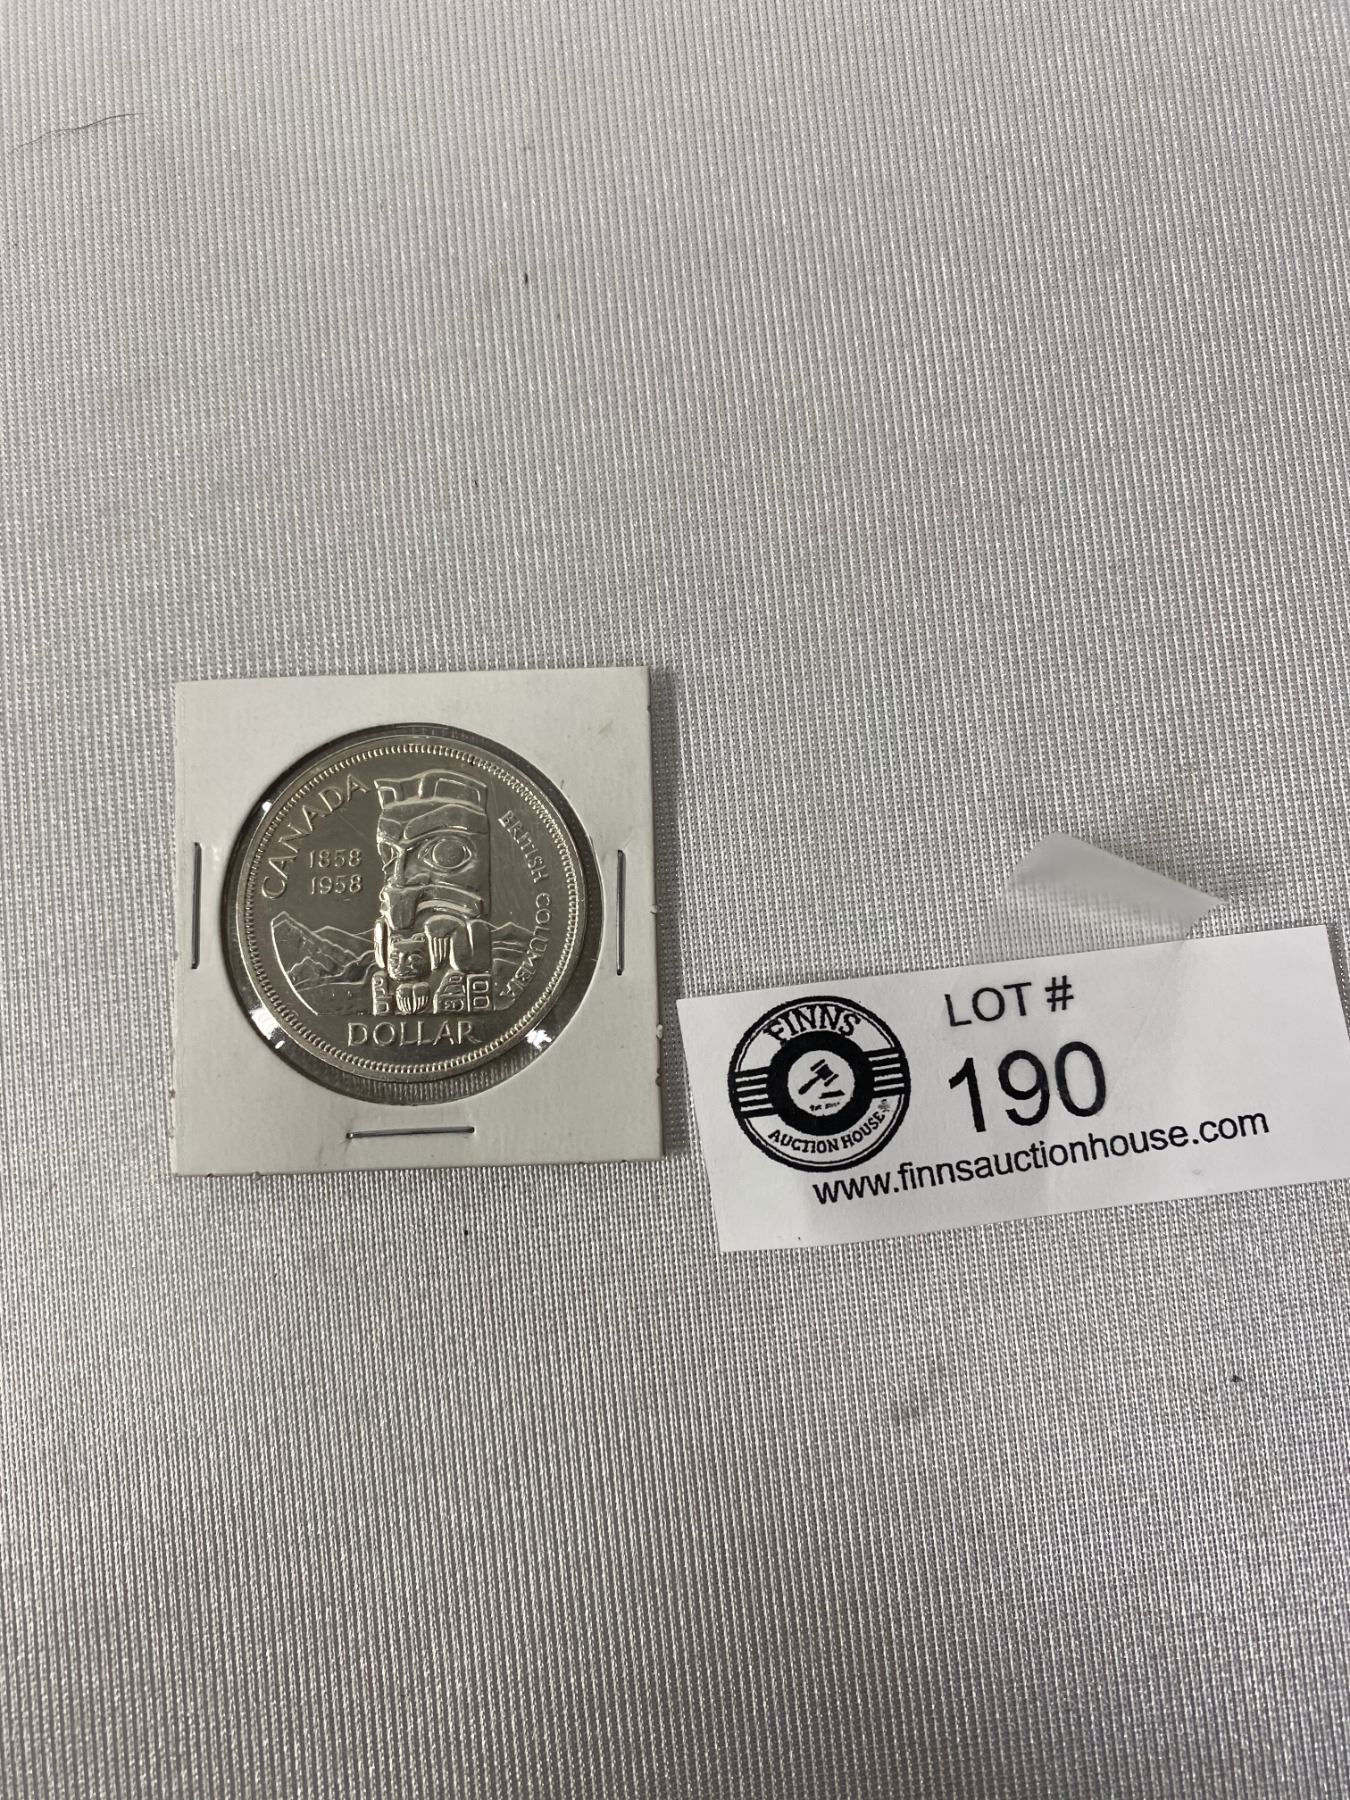 CANADA
1858
1958
BRITISH COLUMBIA
DOLLAR
FINNS
AUCTION HOUSE
LOT #
190
www.finnsauctionhouse.com